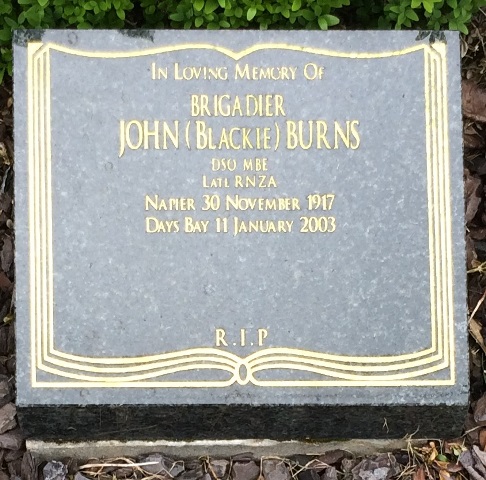 In Loving Memory Of
BRIGADIER
JOHN (BLACKIE) BURNS
DSO MBE
Late RNZA
Napier 30 November 1917
Days Bay 11 January 2003
R.I.P